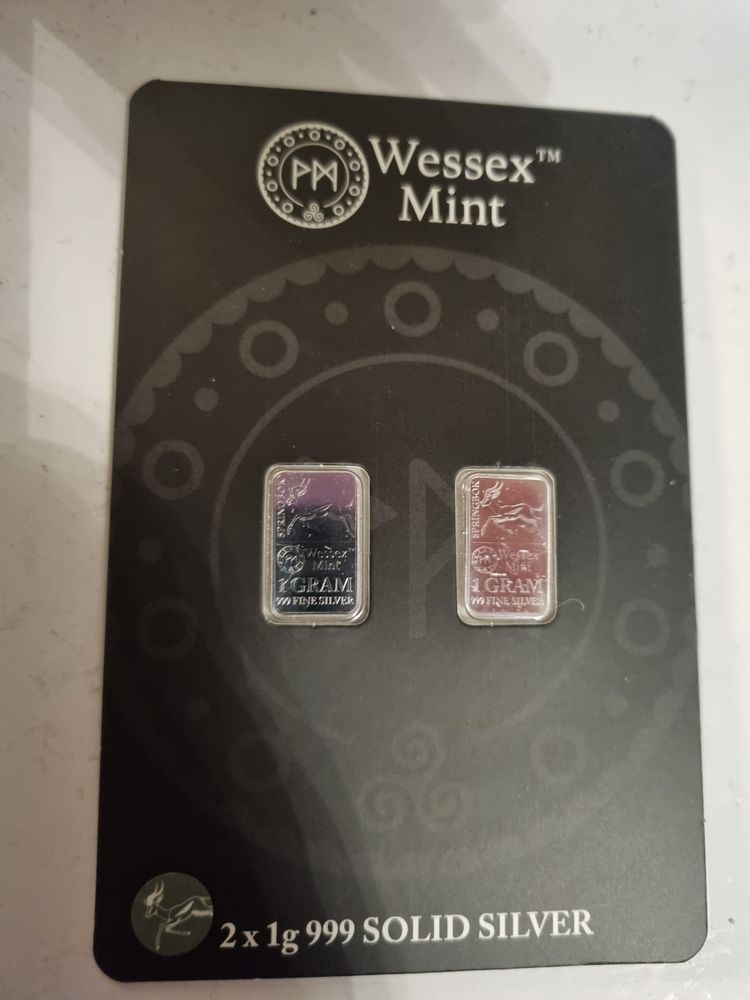 Wessex™
Mint
SPRINGBOK
Wessex™
Mint
1 GRAM
999 FINE SILVER
SPRINGBOK
Wessex
Mint
1 GRAM
999 FINE SILVER
2 x 1g 999 SOLID SILVER